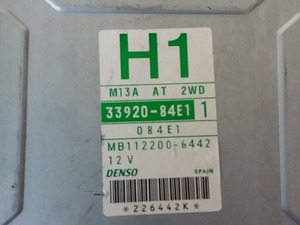 H1
M13A AT 2WD
33920-84E1 1
084E1
MB112200-6442
12V
DENSO SPAIN
*226442K*